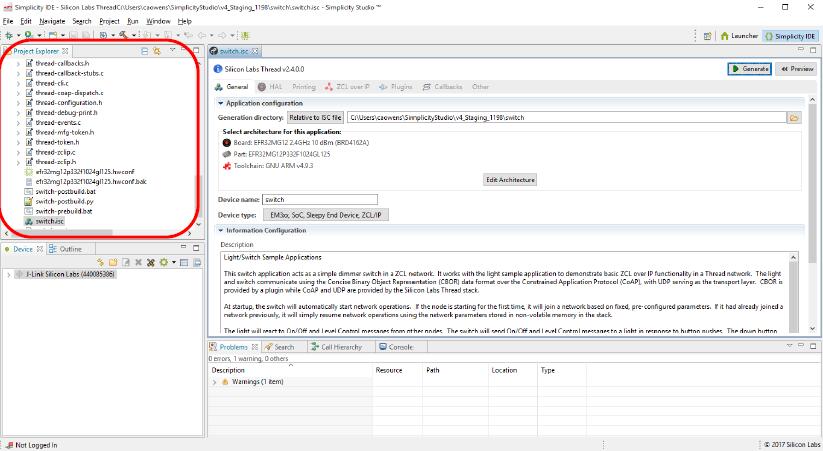 Simplicity IDE - Silicon Labs ThreadC:\Users\caowens\SimplicityStudio\v4_Staging_1198\switch\switch.isc - Simplicity Studio ™
File Edit Navigate Search Project Run Window Help
Launcher Simplicity IDE
Project Explorer
thread-callbacks.h
thread-callback-stubs.c
thread-cli.c
thread-coap-dispatch.c
thread-configuration.h
thread-debug-print.h
thread-events.c
thread-mfg-token.h
thread-token.h
thread-zclip.c
thread-zclip.h
efr32mg12p332f1024gl125.hwconf
efr32mg12p332f1024gl125.hwconf.bak
switch-postbuild.bat
switch-postbuild.py
switch-prebuild.bat
switch.isc
Device Outline
J-Link Silicon Labs (440085386)
switch.isc
Silicon Labs Thread v2.4.0.0
Generate Preview
General HAL Printing ZCL over IP Plugins Callbacks Other
Application configuration
Generation directory: Relative to ISC file C:\Users\caowens\SimplicityStudio\v4_Staging_1198\switch
Select architecture for this application:
Board: EFR32MG12 2.4GHz 10 dBm (BRD4162A)
Part: EFR32MG12P332F1024GL125
Toolchain: GNU ARM v4.9.3
Edit Architecture
Device name: switch
Device type: EM3xx, SoC, Sleepy End Device, ZCL/IP
Information Configuration
Description
Light/Switch Sample Applications
This switch application acts as a simple dimmer switch in a ZCL network. It works with the light sample application to demonstrate basic ZCL over IP functionality in a Thread network. The light
and switch communicate using the Concise Binary Object Representation (CBOR) data format over the Constrained Application Protocol (CoAP), with UDP serving as the transport layer. CBOR is
provided by a plugin while CoAP and UDP are provided by the Silicon Labs Thread stack.
At startup, the switch will automatically start network operations. If the node is starting for the first time, it will join a network based on fixed, pre-configured parameters. If it had already joined a
network previously, it will simply resume network operations using the network parameters stored in non-volatile memory in the stack.
The light will react to On/Off and Level Control messages from other nodes. The switch will send On/Off and Level Control messages to a light in response to button pushes. The down button
Problems Search Call Hierarchy Console
0 errors, 1 warning, 0 others
Description Resource Path Location Type
Warnings (1 item)
Not Logged In
© 2017 Silicon Labs